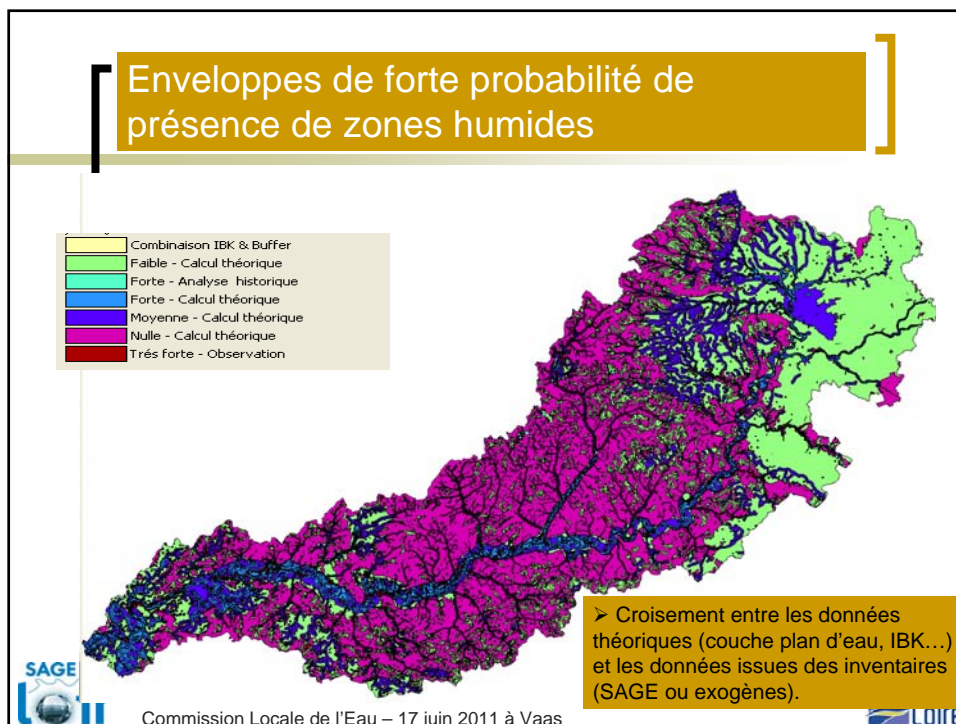 Enveloppes de forte probabilité de
présence de zones humides
Combinaison IBK & Buffer
Faible - Calcul théorique
Forte - Analyse historique
Forte - Calcul théorique
Moyenne - Calcul théorique
Nulle - Calcul théorique
Trés forte - Observation
➢ Croisement entre les données
théoriques (couche plan d'eau, IBK…)
et les données issues des inventaires
(SAGE ou exogènes).
SAGE
Commission Locale de l'Eau – 17 juin 2011 à Vaas
LOIRE